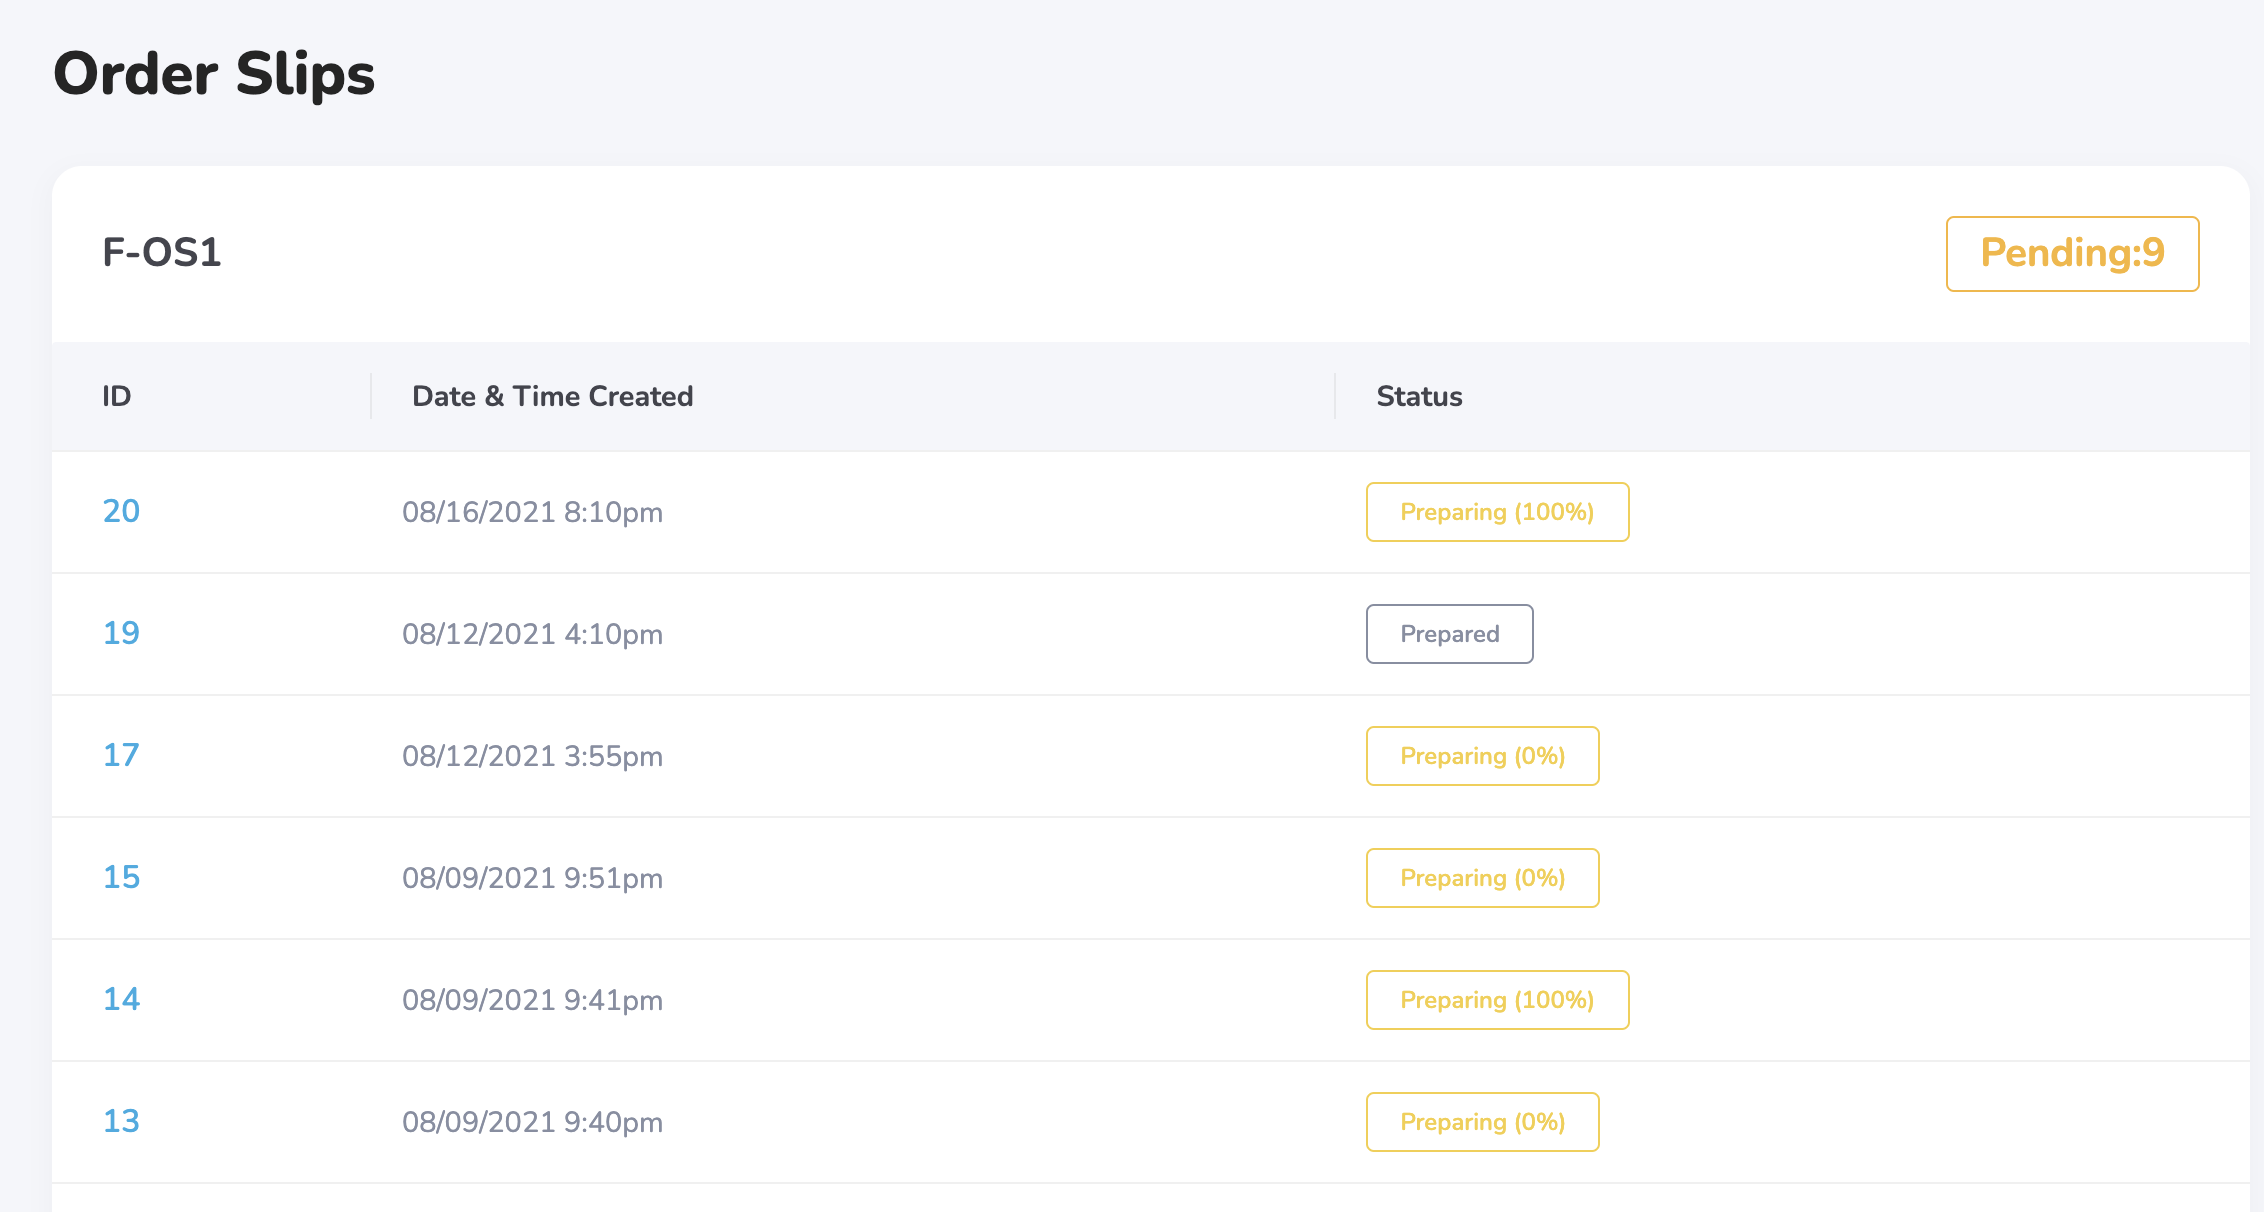 Order Slips
F-OS1 Pending:9
ID Date & Time Created Status
20 08/16/2021 8:10pm Preparing (100%)
19 08/12/2021 4:10pm Prepared
17 08/12/2021 3:55pm Preparing (0%)
15 08/09/2021 9:51pm Preparing (0%)
14 08/09/2021 9:41pm Preparing (100%)
13 08/09/2021 9:40pm Preparing (0%)